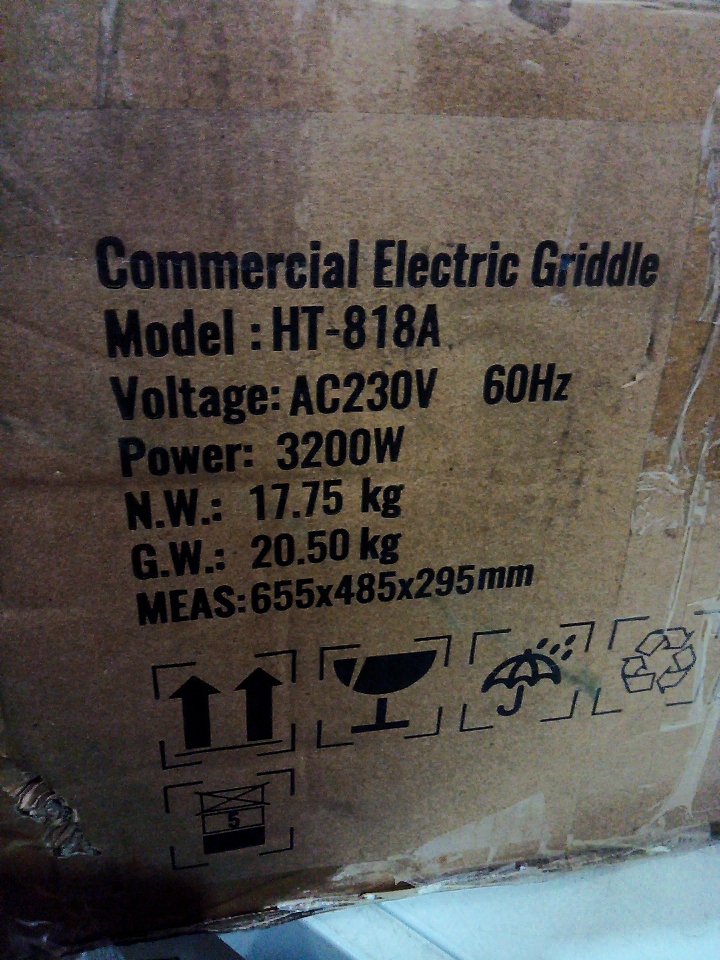 Commercial Electric Griddle
Model : HT-818A
Voltage: AC230V 60Hz
Power: 3200W
N.W.: 17.75 kg
G.W.: 20.50 kg
MEAS:655x485x295mm
5